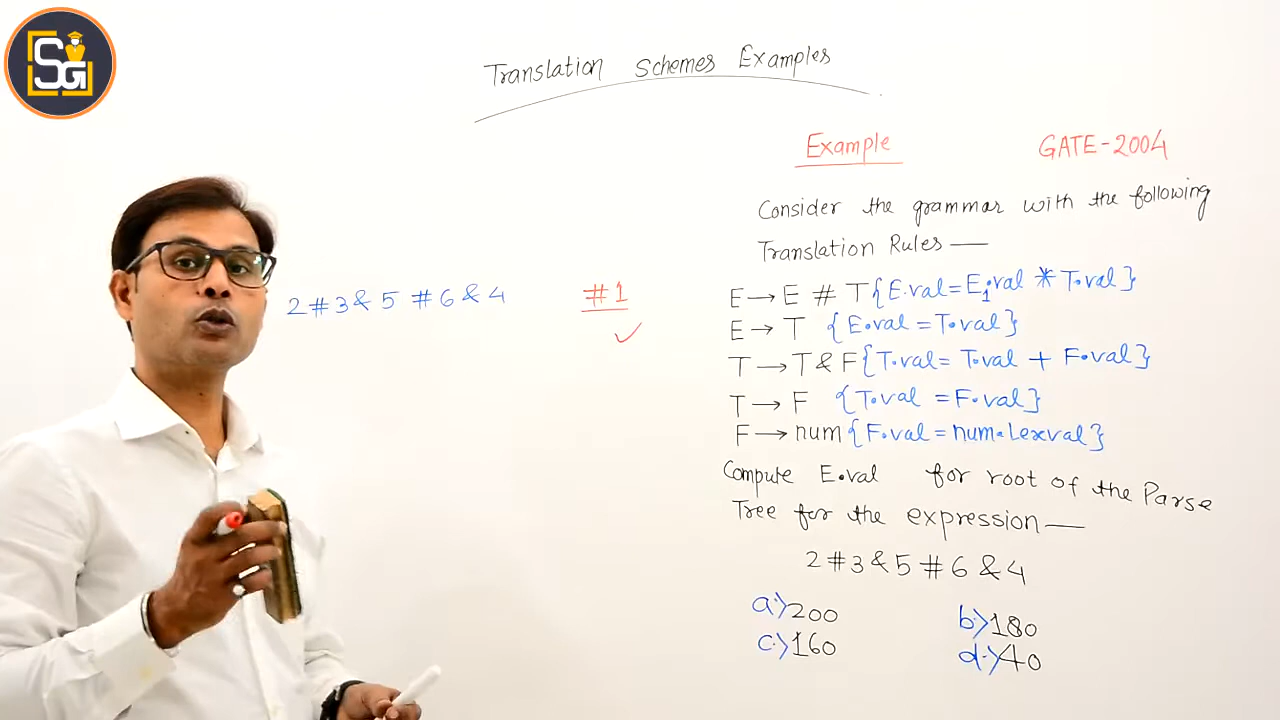 SG
Translation Schemes Examples
Example GATE-2004
Consider the grammar with the following
Translation Rules —
E → E # T {E.val = E₁.val * T.val}
E → T {E.val = T.val}
T → T & F {T.val = T.val + F.val}
T → F {T.val = F.val}
F → num {F.val = num.Lexval}
Compute E.val for root of the Parse
Tree for the expression —
2 # 3 & 5 # 6 & 4
a.> 200 b.> 180
c.> 160 d.> 40
2 # 3 & 5 # 6 & 4 #1
✓